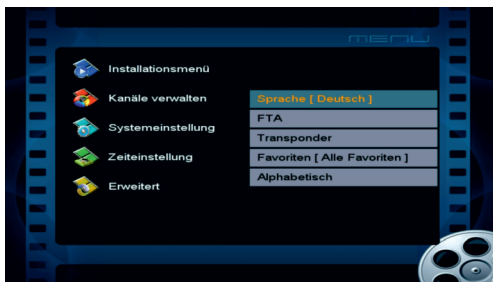 MENU
Installationsmenü
Kanäle verwalten
Systemeinstellung
Zeiteinstellung
Erweitert
Sprache [ Deutsch ]
FTA
Transponder
Favoriten [ Alle Favoriten ]
Alphabetisch